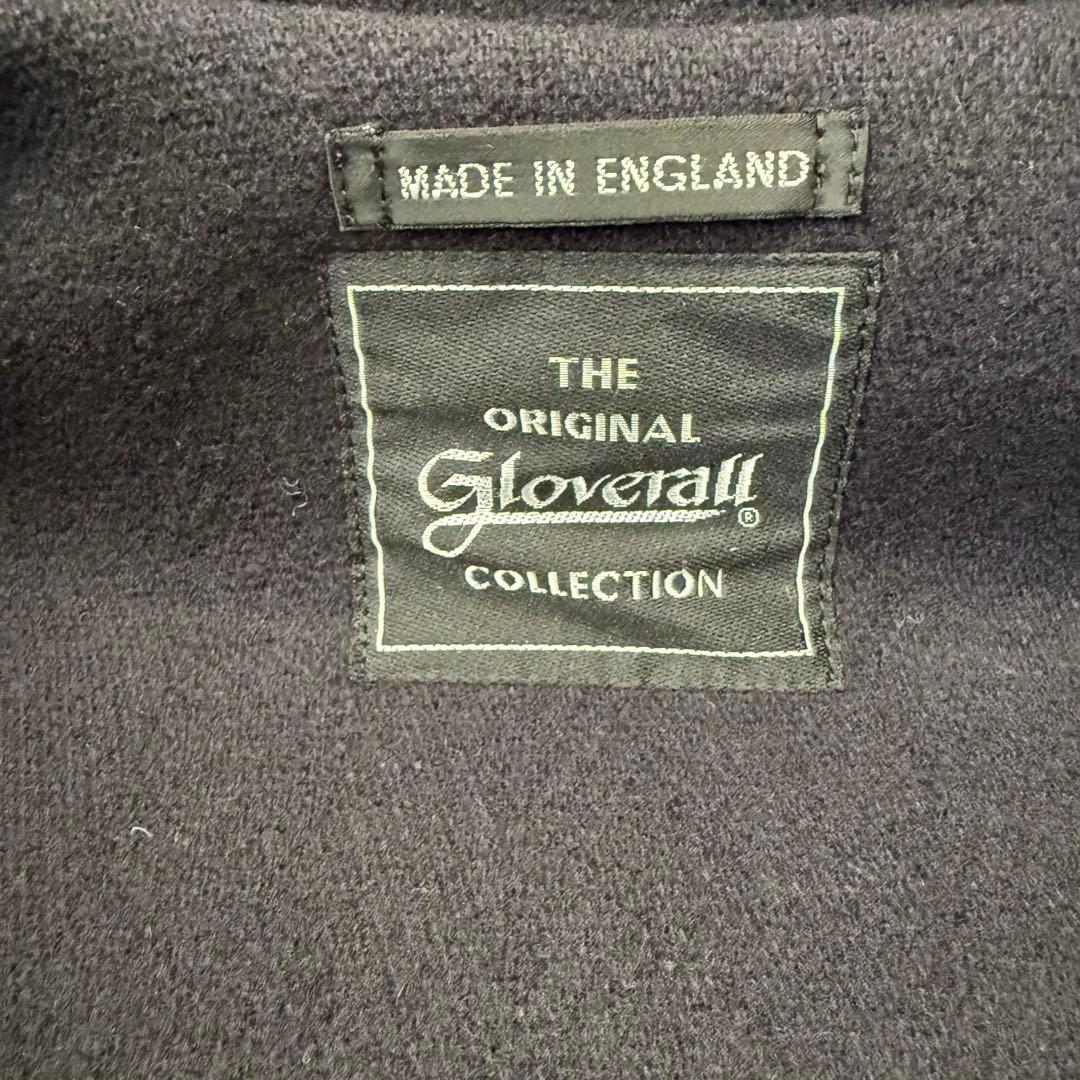 MADE IN ENGLAND
THE
ORIGINAL
Gloverall®
COLLECTION